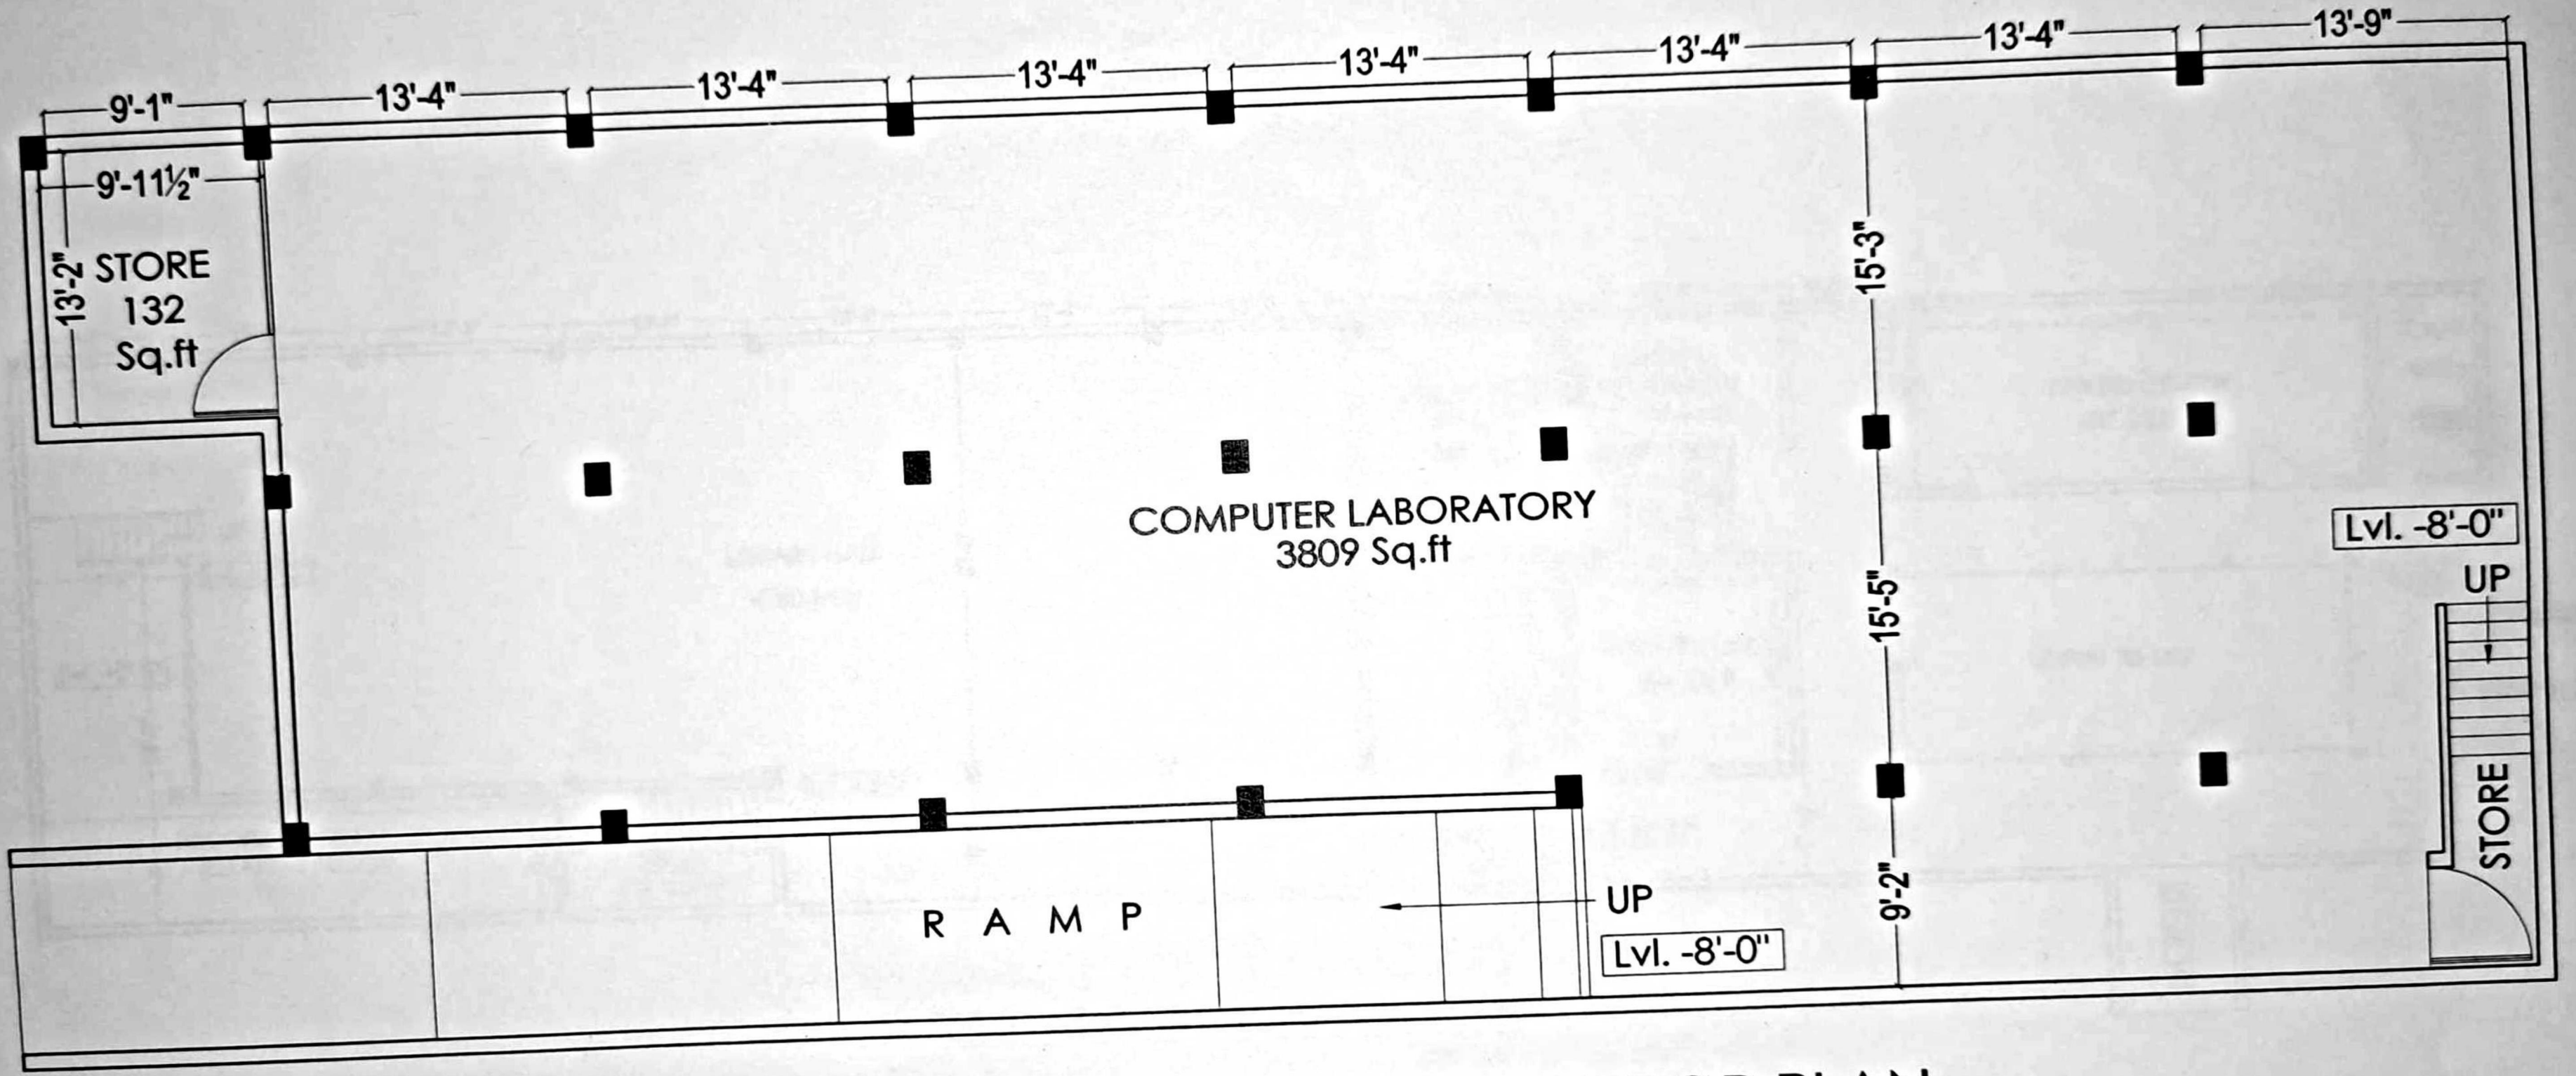 9'-1"
13'-4"
13'-4"
13'-4"
13'-4"
13'-4"
13'-4"
13'-9"
9'-11½"
13'-2"
STORE
132
Sq.ft
15'-3"
COMPUTER LABORATORY
3809 Sq.ft
Lvl. -8'-0"
UP
15'-5"
STORE
R A M P
UP
9'-2"
Lvl. -8'-0"
PLAN